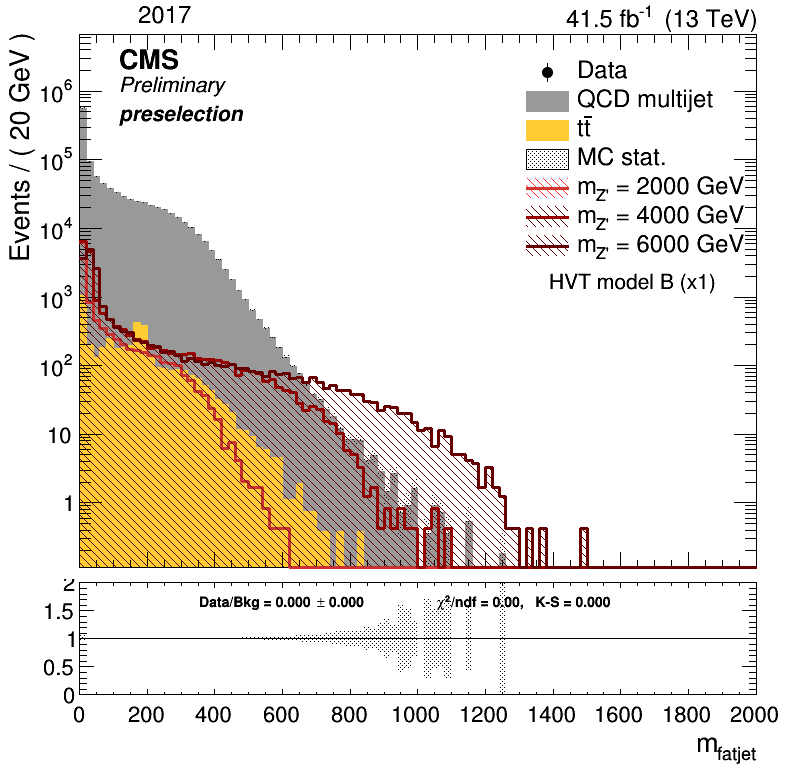 2017
41.5 fb⁻¹ (13 TeV)
CMS
Preliminary
preselection
Data
QCD multijet
tt̄
MC stat.
m_Z' = 2000 GeV
m_Z' = 4000 GeV
m_Z' = 6000 GeV
HVT model B (x1)
Events / ( 20 GeV )
10⁶
10⁵
10⁴
10³
10²
10
1
Data/Bkg = 0.000 ± 0.000
χ²/ndf = 0.00, K-S = 0.000
2
1.5
1
0.5
0
0 200 400 600 800 1000 1200 1400 1600 1800 2000
m_fatjet